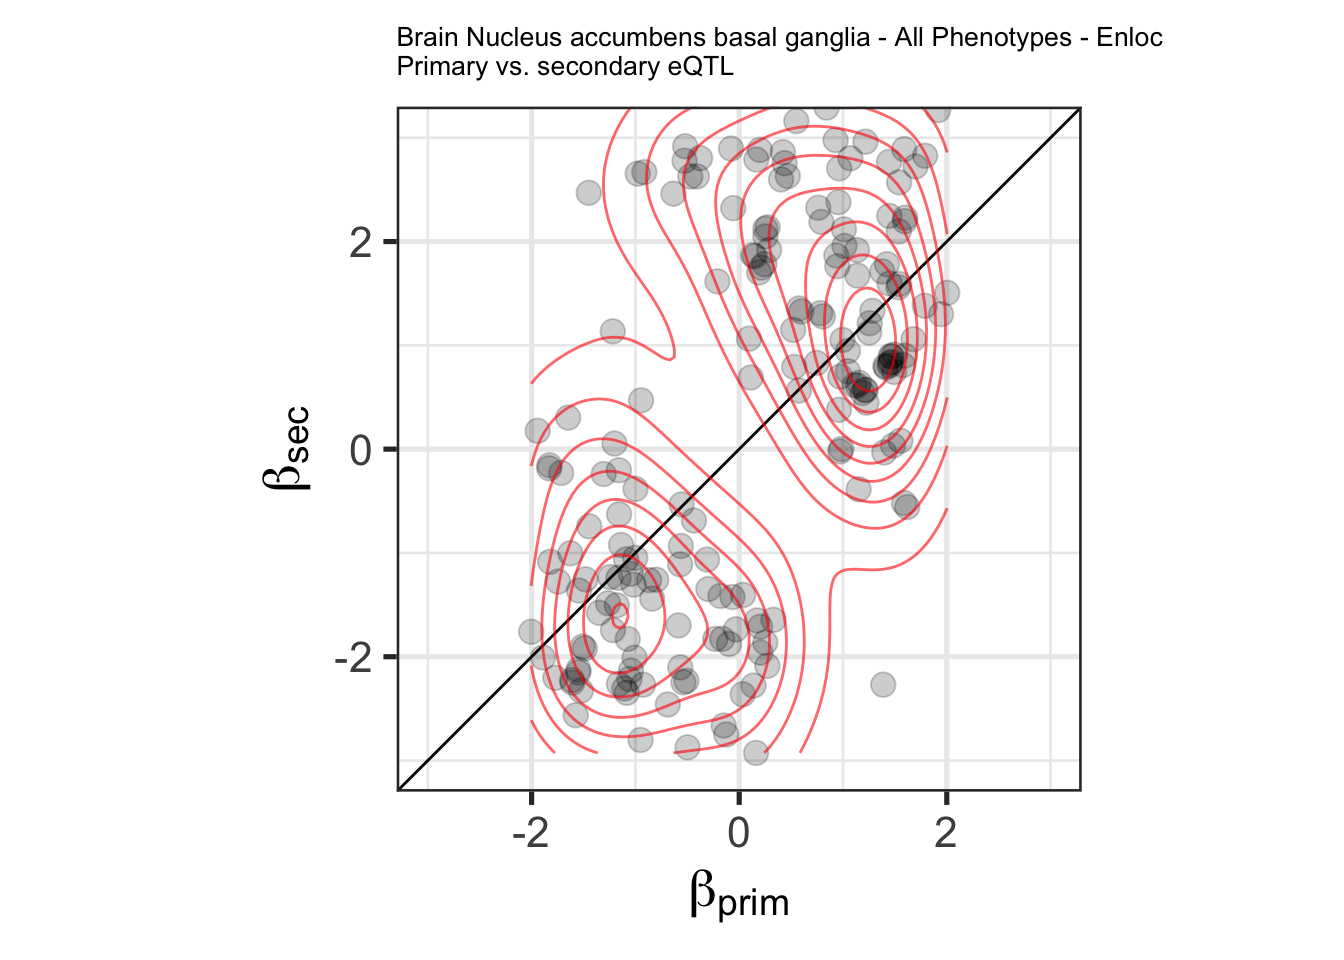 Brain Nucleus accumbens basal ganglia - All Phenotypes - Enloc
Primary vs. secondary eQTL
2
0
-2
βsec
-2 0 2
βprim